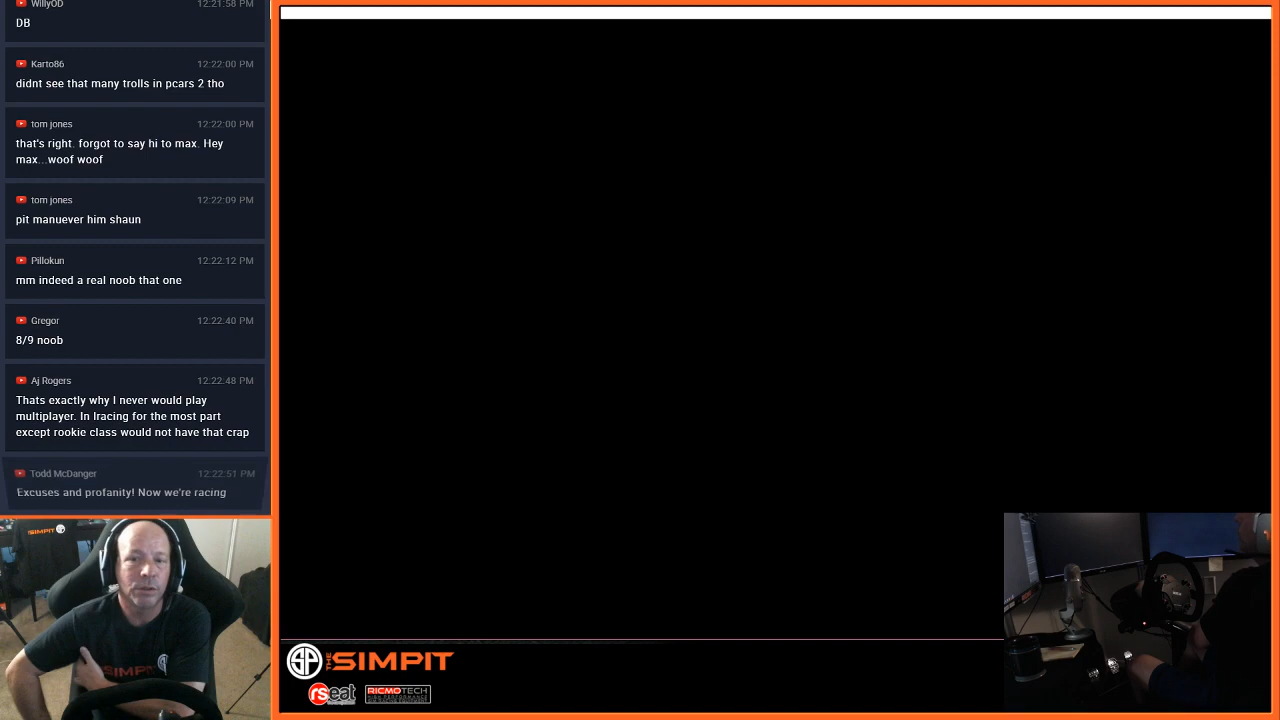 WillyOD 12:21:58 PM
DB
Karto86 12:22:00 PM
didnt see that many trolls in pcars 2 tho
tom jones 12:22:00 PM
that's right. forgot to say hi to max. Hey
max...woof woof
tom jones 12:22:09 PM
pit manuever him shaun
Pillokun 12:22:12 PM
mm indeed a real noob that one
Gregor 12:22:40 PM
8/9 noob
Aj Rogers 12:22:48 PM
Thats exactly why I never would play
multiplayer. In Iracing for the most part
except rookie class would not have that crap
Todd McDanger 12:22:51 PM
Excuses and profanity! Now we're racing
SIMPIT
SIMPIT
SP THE SIMPIT
rseat
RICMOTECH